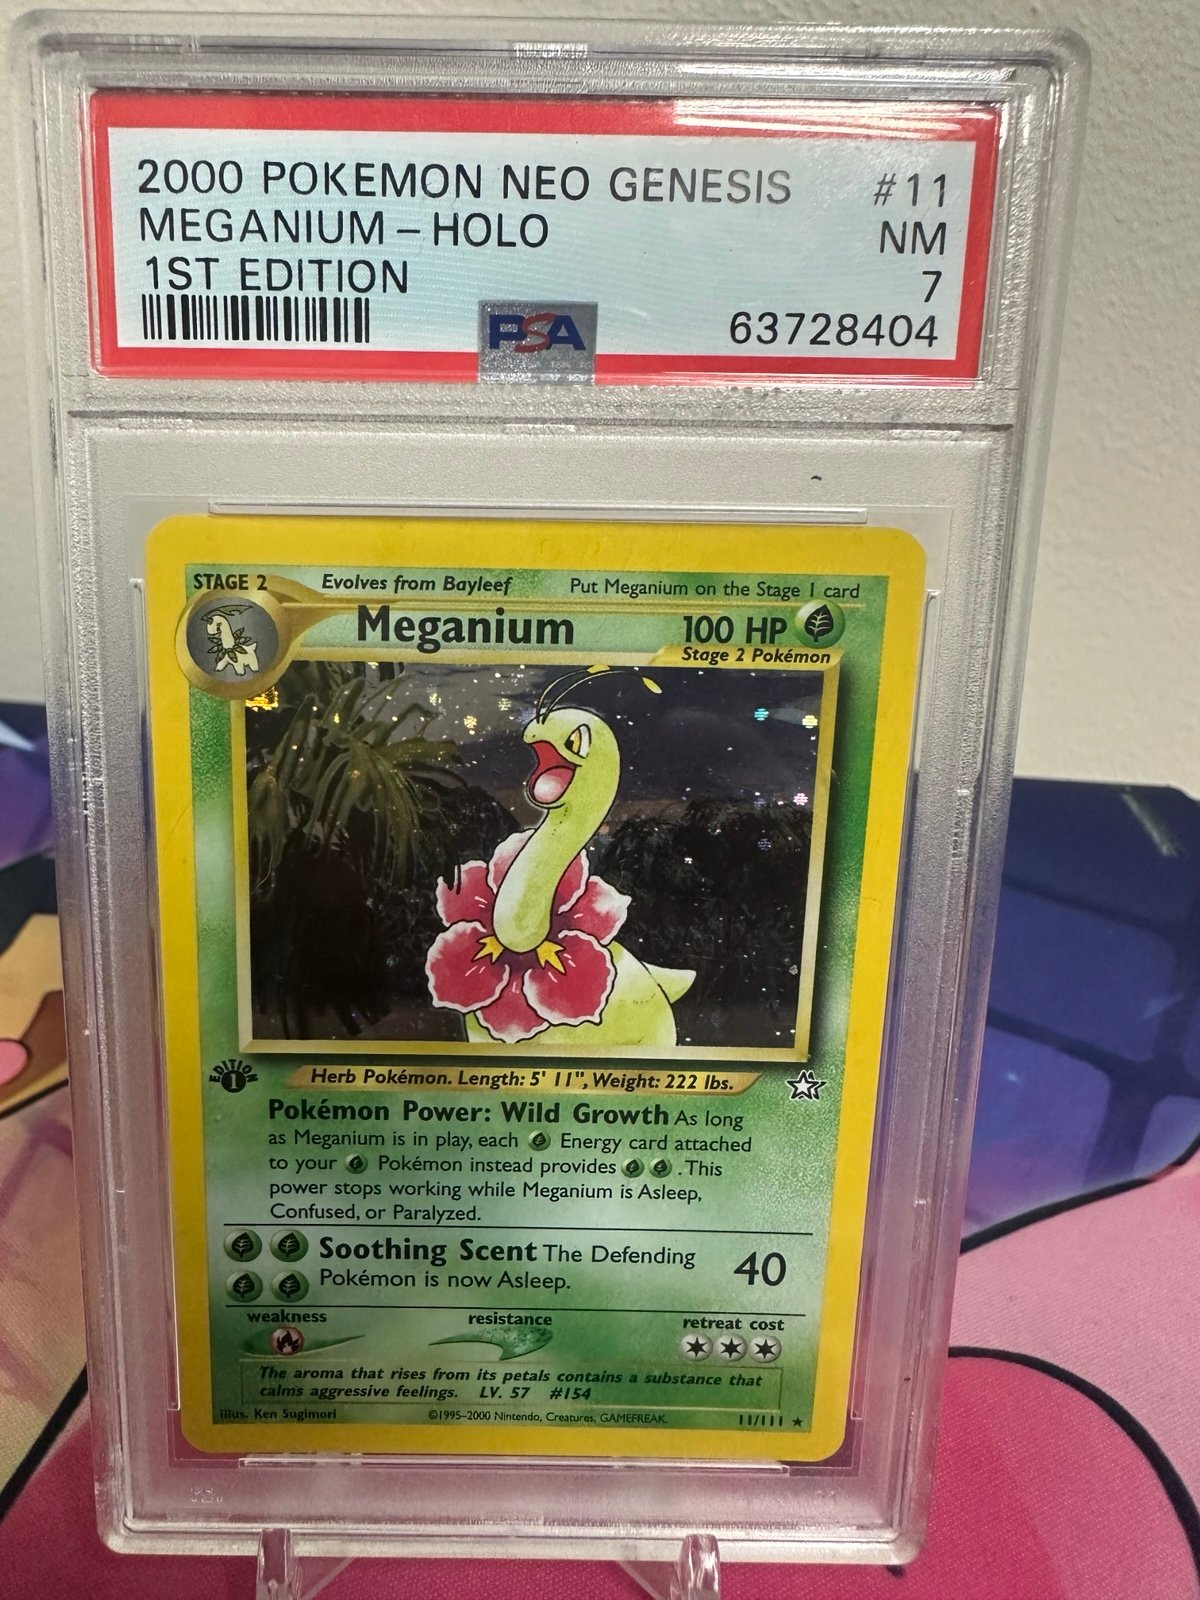 2000 POKEMON NEO GENESIS #11
MEGANIUM – HOLO NM
1ST EDITION 7
PSA 63728404
STAGE 2 Evolves from Bayleef Put Meganium on the Stage 1 card
Meganium 100 HP
Stage 2 Pokémon
EDITION
1
Herb Pokémon. Length: 5' 11", Weight: 222 lbs.
Pokémon Power: Wild Growth As long
as Meganium is in play, each Energy card attached
to your Pokémon instead provides . This
power stops working while Meganium is Asleep,
Confused, or Paralyzed.
Soothing Scent The Defending 40
Pokémon is now Asleep.
weakness resistance retreat cost
The aroma that rises from its petals contains a substance that
calms aggressive feelings. LV. 57 #154
Illus. Ken Sugimori ©1995–2000 Nintendo, Creatures, GAMEFREAK. 11/111 ★